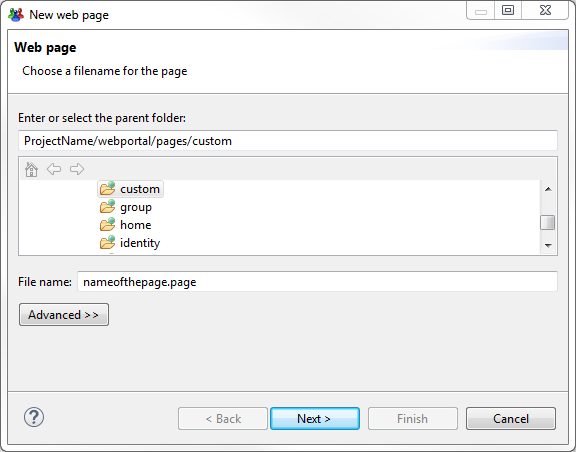 New web page
Web page
Choose a filename for the page
Enter or select the parent folder:
ProjectName/webportal/pages/custom
custom
group
home
identity
File name: nameofthepage.page
Advanced >>
? < Back Next > Finish Cancel